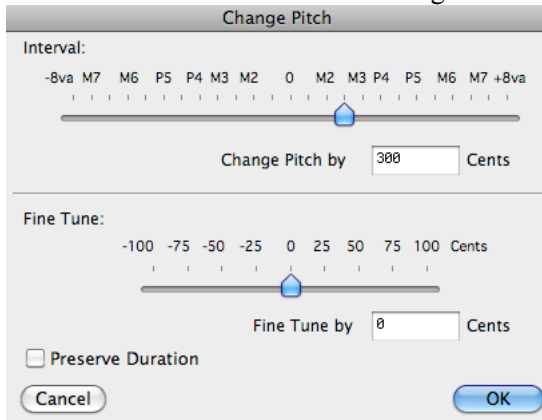 Change Pitch
Interval:
-8va M7 M6 P5 P4 M3 M2 0 M2 M3 P4 P5 M6 M7 +8va
Change Pitch by 300 Cents
Fine Tune:
-100 -75 -50 -25 0 25 50 75 100 Cents
Fine Tune by 0 Cents
Preserve Duration
Cancel OK